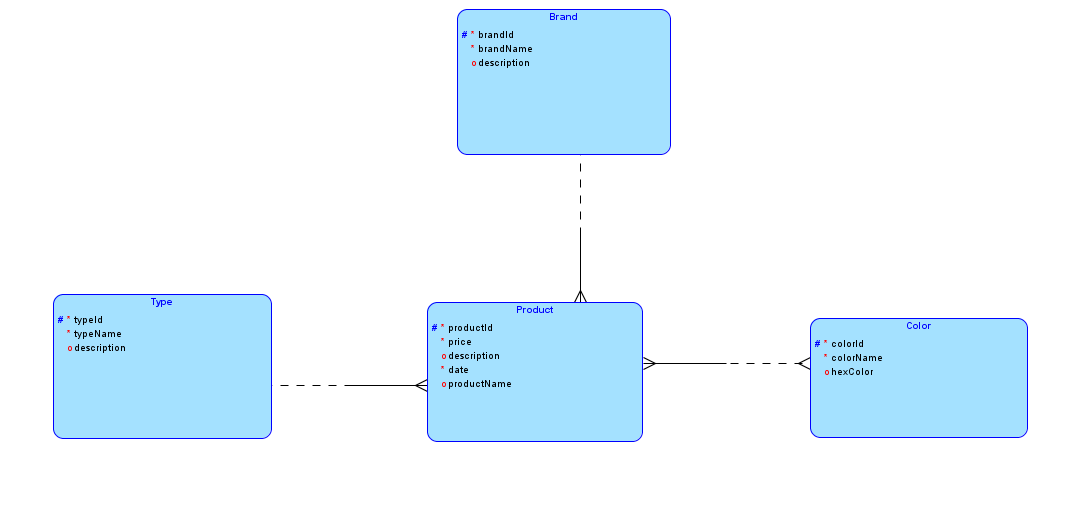 Brand
# * brandId
* brandName
o description
Type
# * typeId
* typeName
o description
Product
# * productId
* price
o description
* date
o productName
Color
# * colorId
* colorName
o hexColor